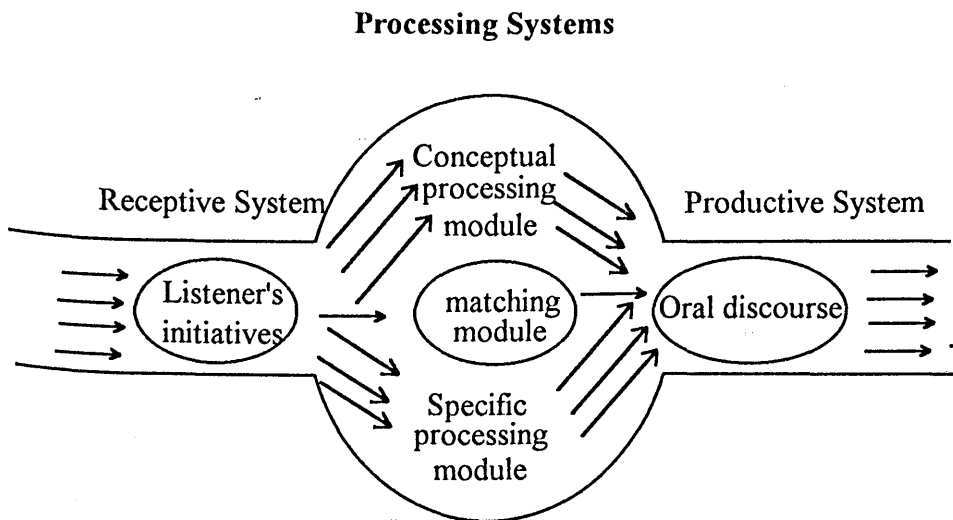 Processing Systems
Receptive System
Conceptual
processing
module
Productive System
Listener's
initiatives
matching
module
Oral discourse
Specific
processing
module